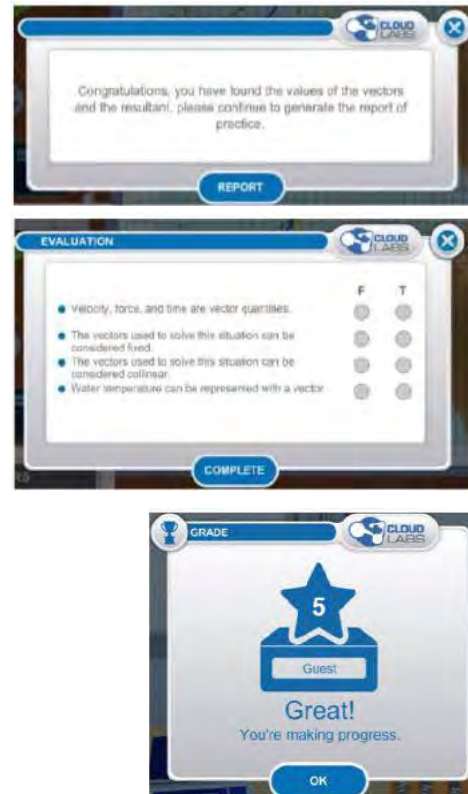 CLOUD
LABS
Congratulations, you have found the values of the vectors
and the resultant, please continue to generate the report of
practice.
REPORT
EVALUATION
CLOUD
LABS
F T
Velocity, force, and time are vector quantities.
The vectors used to solve this situation can be
considered fixed.
The vectors used to solve this situation can be
considered collinear.
Water temperature can be represented with a vector
COMPLETE
GRADE
CLOUD
LABS
5
Guest
Great!
You're making progress.
OK